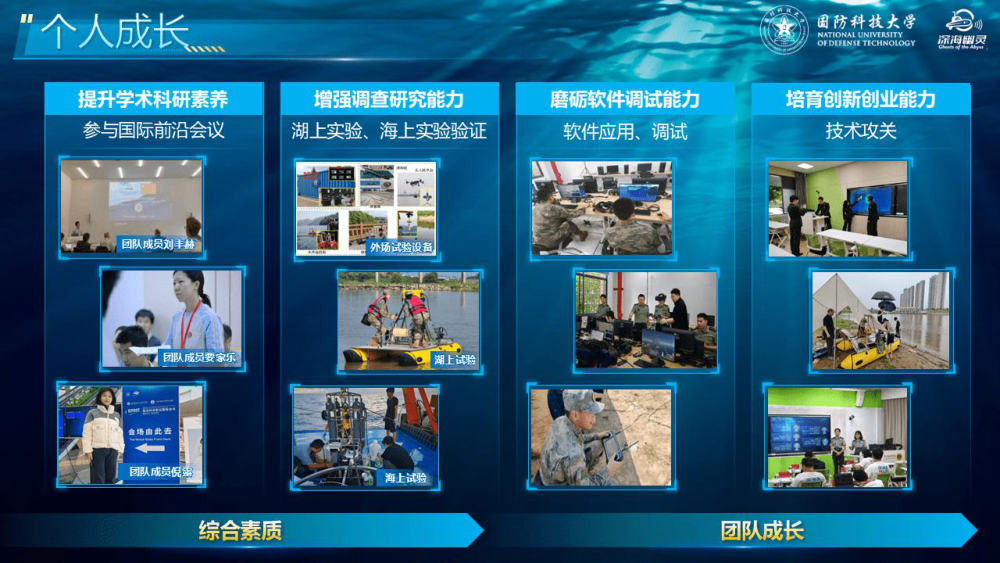 个人成长
国防科技大学
NATIONAL UNIVERSITY
OF DEFENSE TECHNOLOGY
深海幽灵
Ghosts of the Abyss
提升学术科研素养
参与国际前沿会议
团队成员刘丰赫
团队成员要家乐
会场由此去
团队成员倪
增强调查研究能力
湖上实验、海上实验验证
外场试验设备
湖上试验
海上试验
磨砺软件调试能力
软件应用、调试
培育创新创业能力
技术攻关
综合素质
团队成长